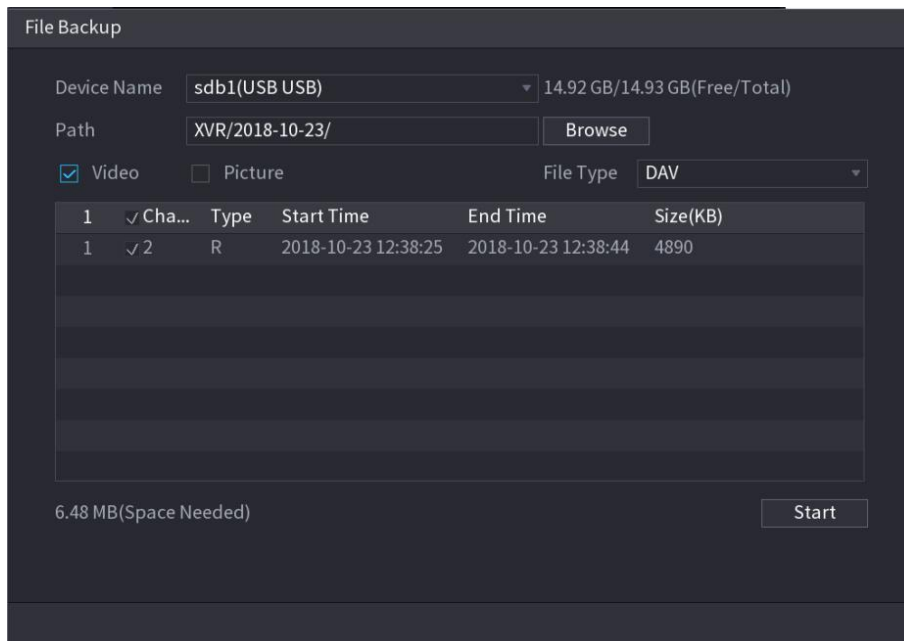 File Backup
Device Name sdb1(USB USB) 14.92 GB/14.93 GB(Free/Total)
Path XVR/2018-10-23/ Browse
Video Picture File Type DAV
1 Cha... Type Start Time End Time Size(KB)
1 2 R 2018-10-23 12:38:25 2018-10-23 12:38:44 4890
6.48 MB(Space Needed) Start